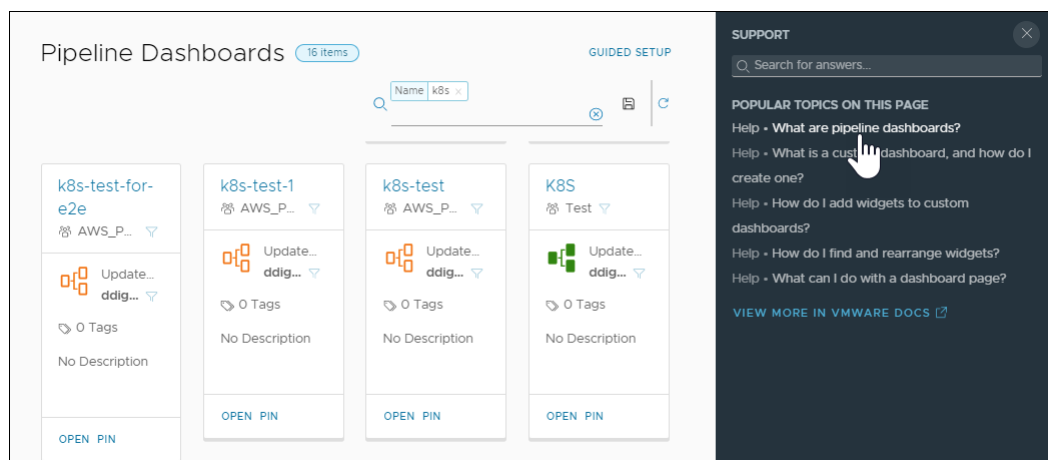 Pipeline Dashboards 16 items
GUIDED SETUP
Name k8s
k8s-test-for-
e2e
AWS_P...
Update...
ddig...
0 Tags
No Description
OPEN PIN
k8s-test-1
AWS_P...
Update...
ddig...
0 Tags
No Description
OPEN PIN
k8s-test
AWS_P...
Update...
ddig...
0 Tags
No Description
OPEN PIN
K8S
Test
Update...
ddig...
0 Tags
No Description
OPEN PIN
SUPPORT
Search for answers...
POPULAR TOPICS ON THIS PAGE
Help • What are pipeline dashboards?
Help • What is a custom dashboard, and how do I
create one?
Help • How do I add widgets to custom
dashboards?
Help • How do I find and rearrange widgets?
Help • What can I do with a dashboard page?
VIEW MORE IN VMWARE DOCS